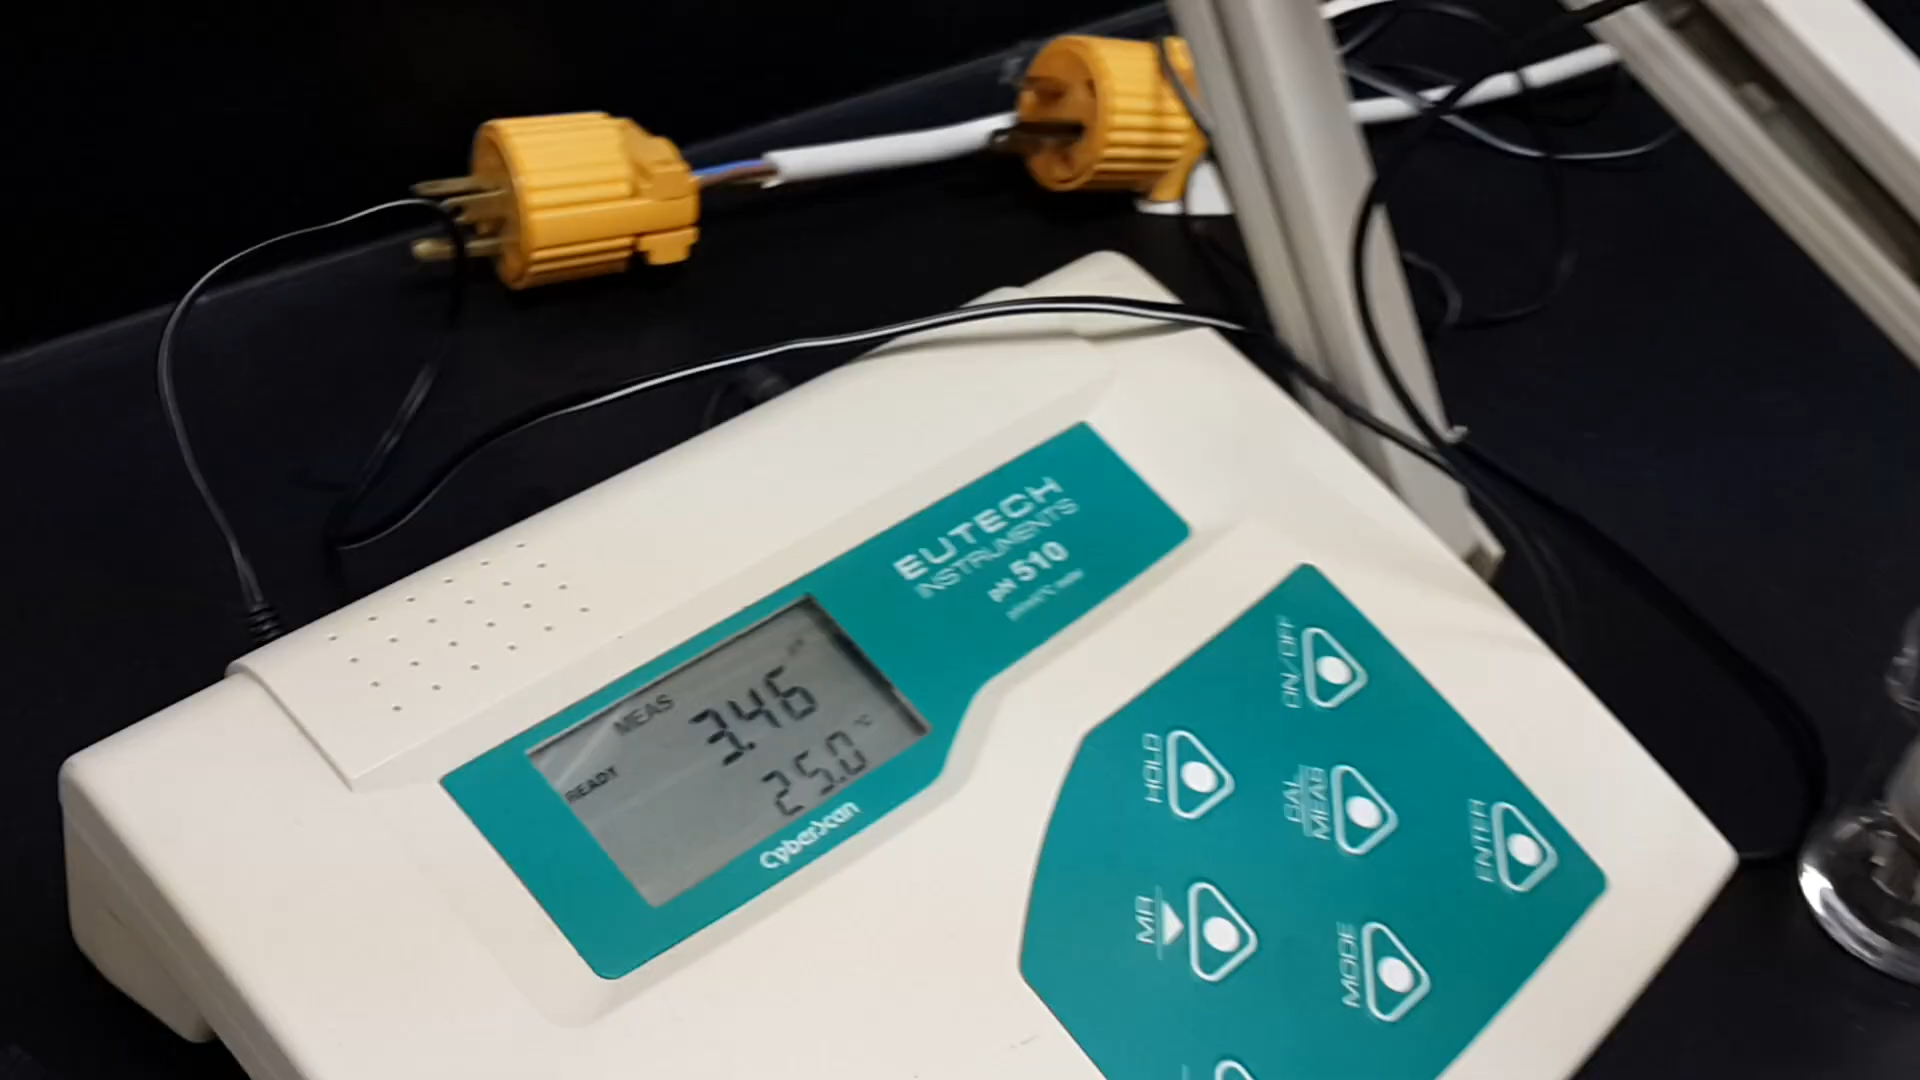 EUTECH
INSTRUMENTS
pH 510
MEAS
3.46
READY
25.0 °C
CyberScan
ON/OFF
HOLD
CAL
MEAS
ENTER
MR
MODE